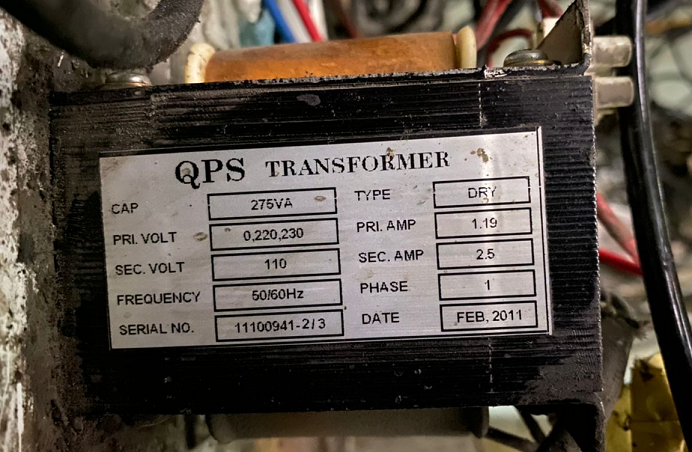 QPS TRANSFORMER
CAP 275VA TYPE DRY
PRI. VOLT 0,220,230 PRI. AMP 1.19
SEC. VOLT 110 SEC. AMP 2.5
FREQUENCY 50/60Hz PHASE 1
SERIAL NO. 11100941-2/3 DATE FEB, 2011